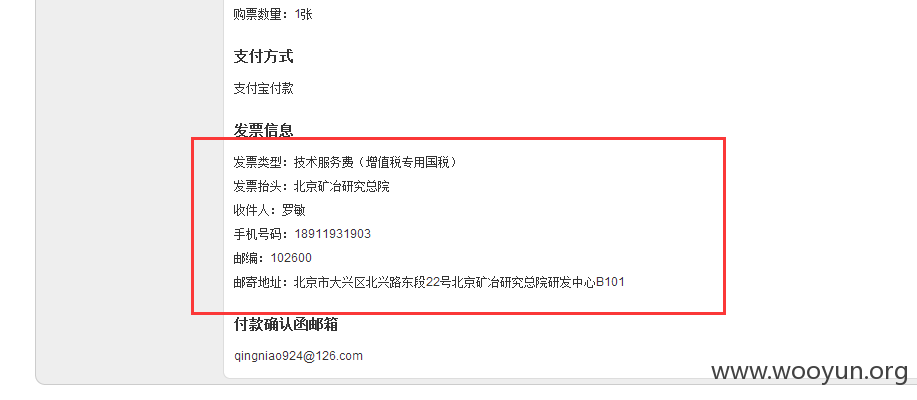 购票数量：1张
支付方式
支付宝付款
发票信息
发票类型：技术服务费（增值税专用国税）
发票抬头：北京矿冶研究总院
收件人：罗敏
手机号码：18911931903
邮编：102600
邮寄地址：北京市大兴区北兴路东段22号北京矿冶研究总院研发中心B101
付款确认函邮箱
qingniao924@126.com
www.wooyun.org